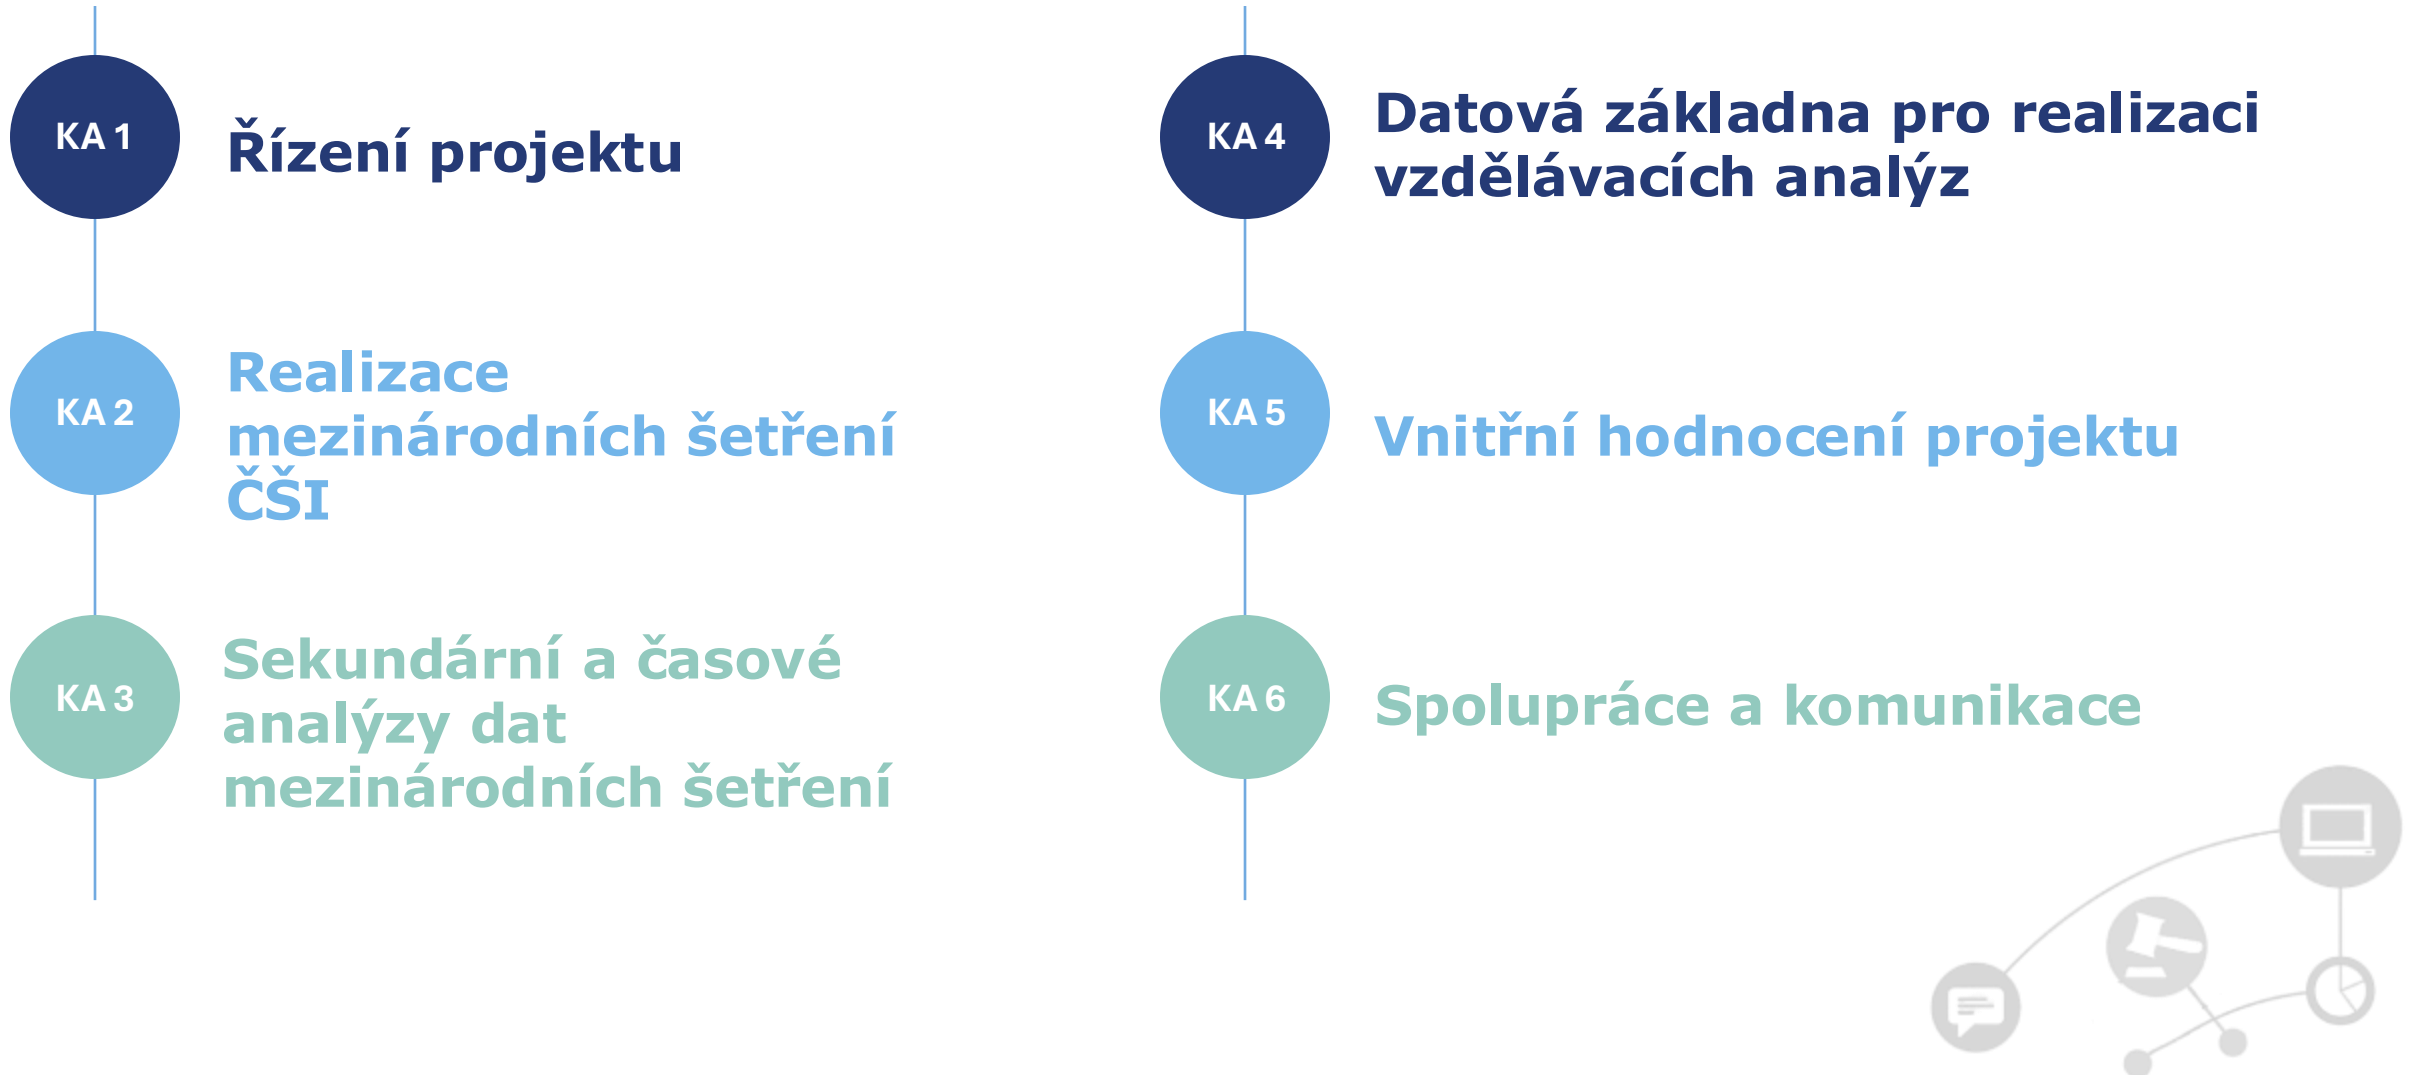 KA 1
Řízení projektu
KA 2
Realizace
mezinárodních šetření
ČŠI
KA 3
Sekundární a časové
analýzy dat
mezinárodních šetření
KA 4
Datová základna pro realizaci
vzdělávacích analýz
KA 5
Vnitřní hodnocení projektu
KA 6
Spolupráce a komunikace